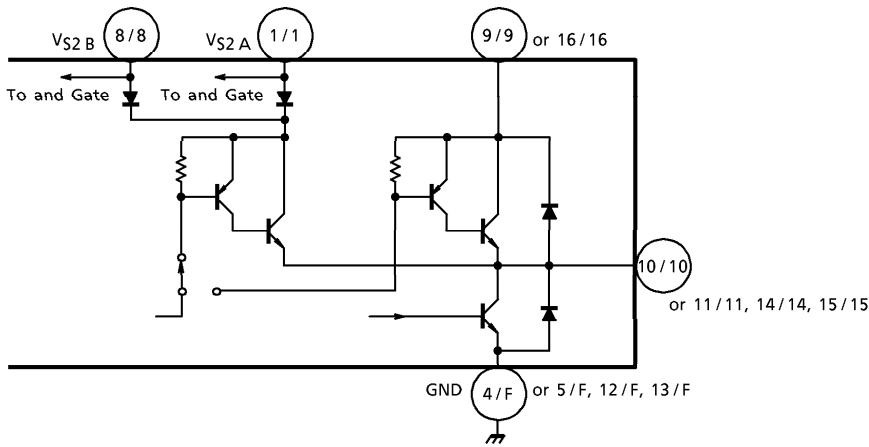 VS2 B 8/8 VS2 A 1/1 9/9 or 16/16
To and Gate To and Gate
10/10
or 11/11, 14/14, 15/15
GND 4/F or 5/F, 12/F, 13/F